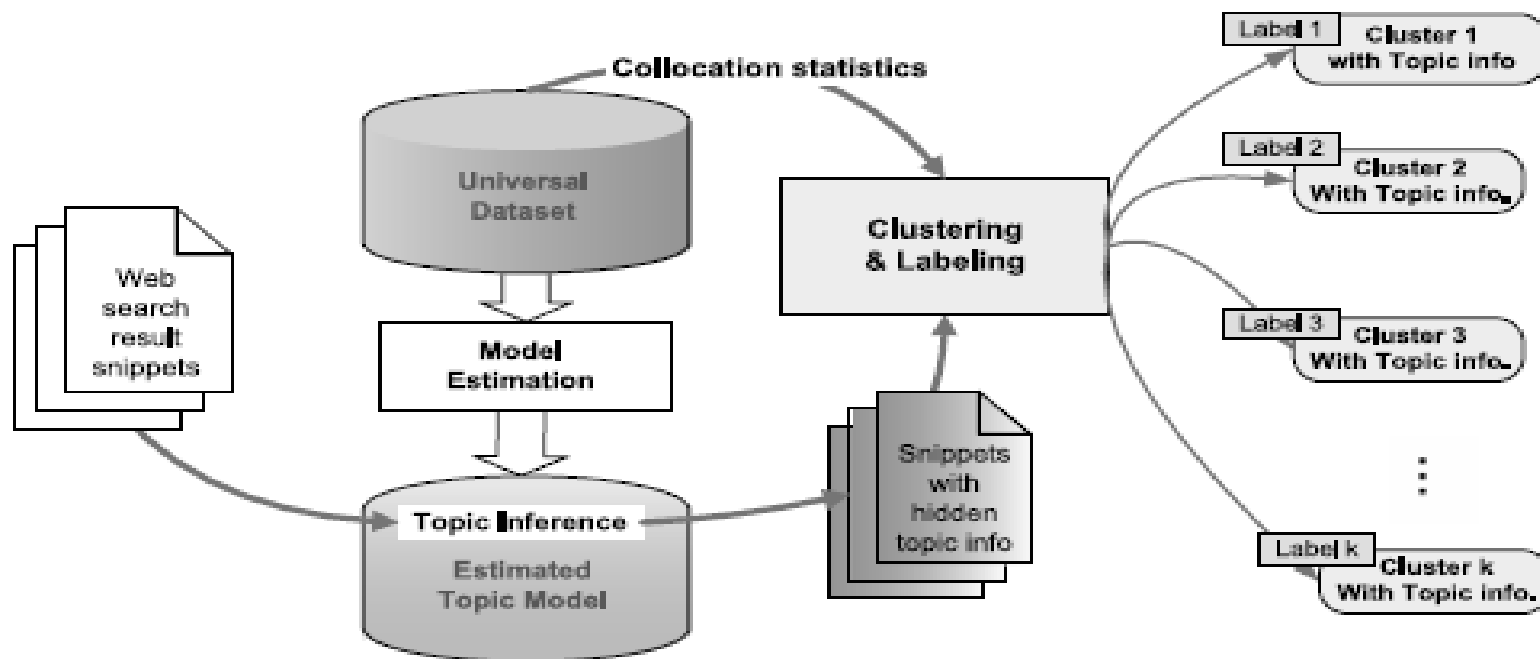 Collocation statistics
Universal
Dataset
Web
search
result
snippets
Model
Estimation
Topic Inference
Estimated
Topic Model
Snippets
with
hidden
topic info
Clustering
& Labeling
Label 1
Cluster 1
with Topic info
Label 2
Cluster 2
With Topic info.
Label 3
Cluster 3
With Topic info.
⋮
Label k
Cluster k
With Topic info.